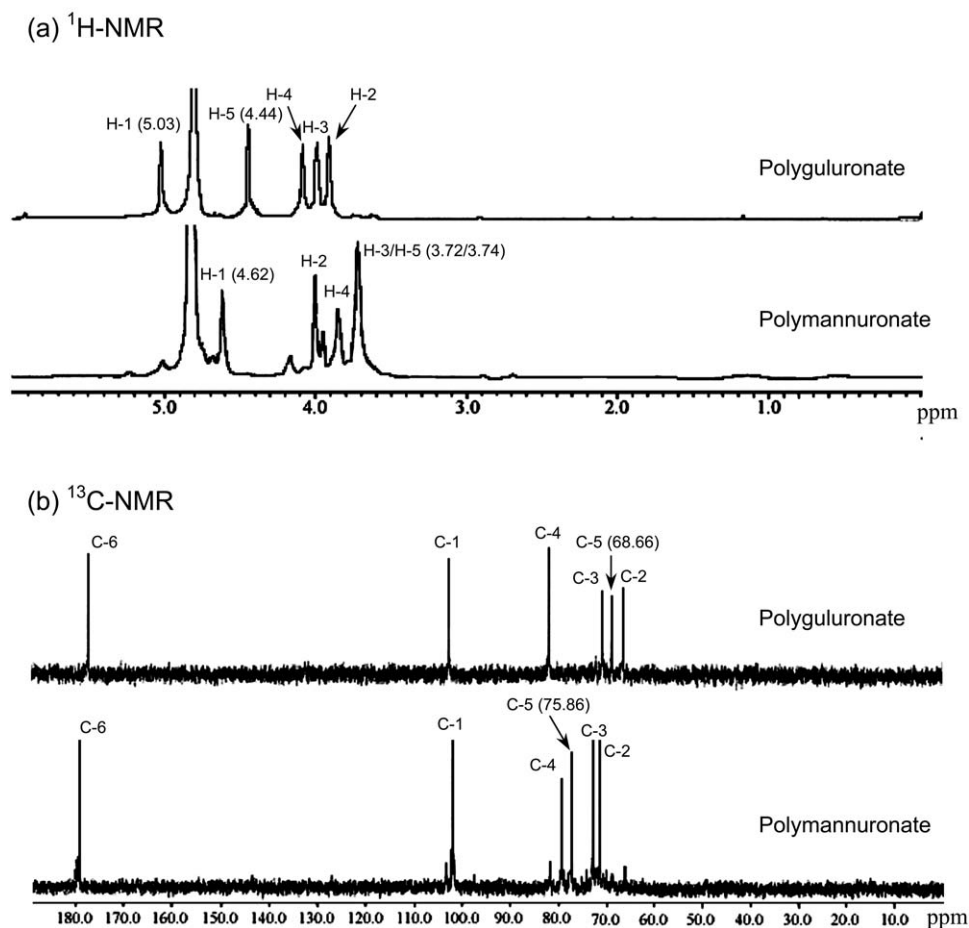 (a) ¹H-NMR
H-1 (5.03)
H-5 (4.44)
H-4
H-3
H-2
Polyguluronate
H-1 (4.62)
H-2
H-4
H-3/H-5 (3.72/3.74)
Polymannuronate
5.0 4.0 3.0 2.0 1.0 ppm
(b) ¹³C-NMR
C-6
C-1
C-4
C-5 (68.66)
C-3
C-2
Polyguluronate
C-6
C-1
C-5 (75.86)
C-4
C-3
C-2
Polymannuronate
180.0 170.0 160.0 150.0 140.0 130.0 120.0 110.0 100.0 90.0 80.0 70.0 60.0 50.0 40.0 30.0 20.0 10.0 ppm